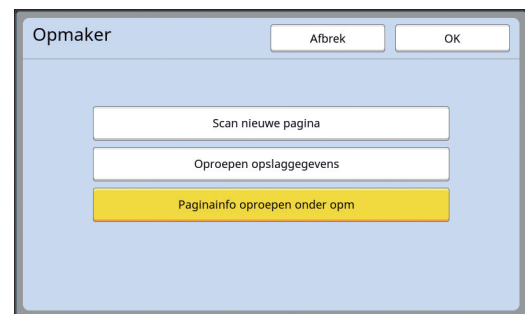 Opmaker
Afbrek
OK
Scan nieuwe pagina
Oproepen opslaggegevens
Paginainfo oproepen onder opm